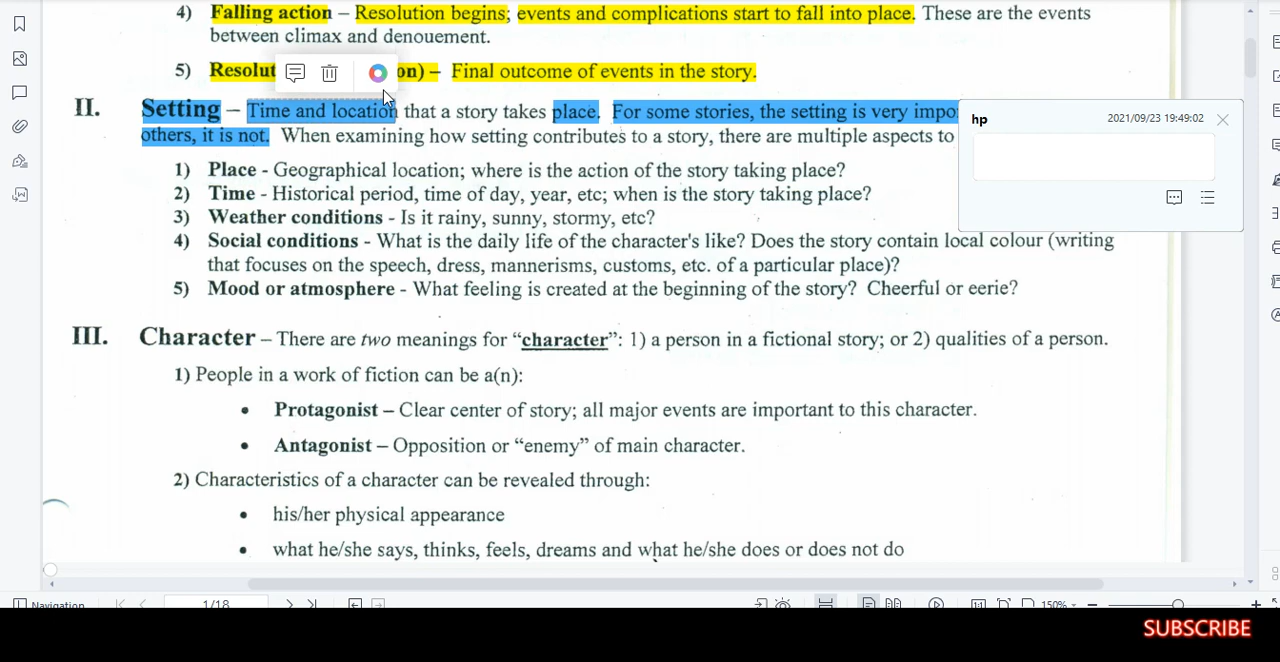 4) Falling action – Resolution begins; events and complications start to fall into place. These are the events
between climax and denouement.
5) Resolut on) – Final outcome of events in the story.
II. Setting – Time and location that a story takes place. For some stories, the setting is very impo
others, it is not. When examining how setting contributes to a story, there are multiple aspects to
hp 2021/09/23 19:49:02
1) Place - Geographical location; where is the action of the story taking place?
2) Time - Historical period, time of day, year, etc; when is the story taking place?
3) Weather conditions - Is it rainy, sunny, stormy, etc?
4) Social conditions - What is the daily life of the character's like? Does the story contain local colour (writing
that focuses on the speech, dress, mannerisms, customs, etc. of a particular place)?
5) Mood or atmosphere - What feeling is created at the beginning of the story? Cheerful or eerie?
III. Character – There are two meanings for “character”: 1) a person in a fictional story; or 2) qualities of a person.
1) People in a work of fiction can be a(n):
• Protagonist – Clear center of story; all major events are important to this character.
• Antagonist – Opposition or “enemy” of main character.
2) Characteristics of a character can be revealed through:
• his/her physical appearance
• what he/she says, thinks, feels, dreams and what he/she does or does not do
Navigation 1/18 150%
SUBSCRIBE